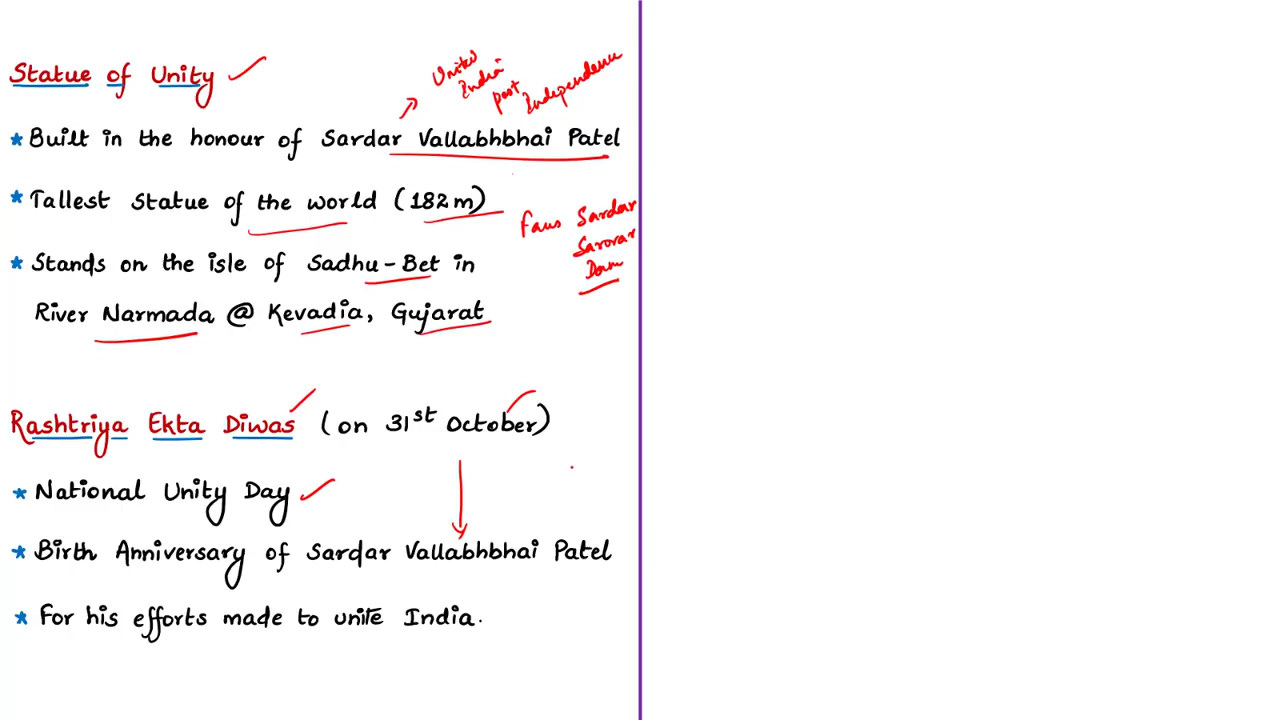 Statue of Unity
United
India
post
Independence
* Built in the honour of Sardar Vallabhbhai Patel
* Tallest Statue of the world (182m)
Faces Sardar
Sarovar
Dam
* Stands on the isle of Sadhu-Bet in
River Narmada @ Kevadia, Gujarat
Rashtriya Ekta Diwas (on 31st October)
* National Unity Day
* Birth Anniversary of Sardar Vallabhbhai Patel
* For his efforts made to unite India.